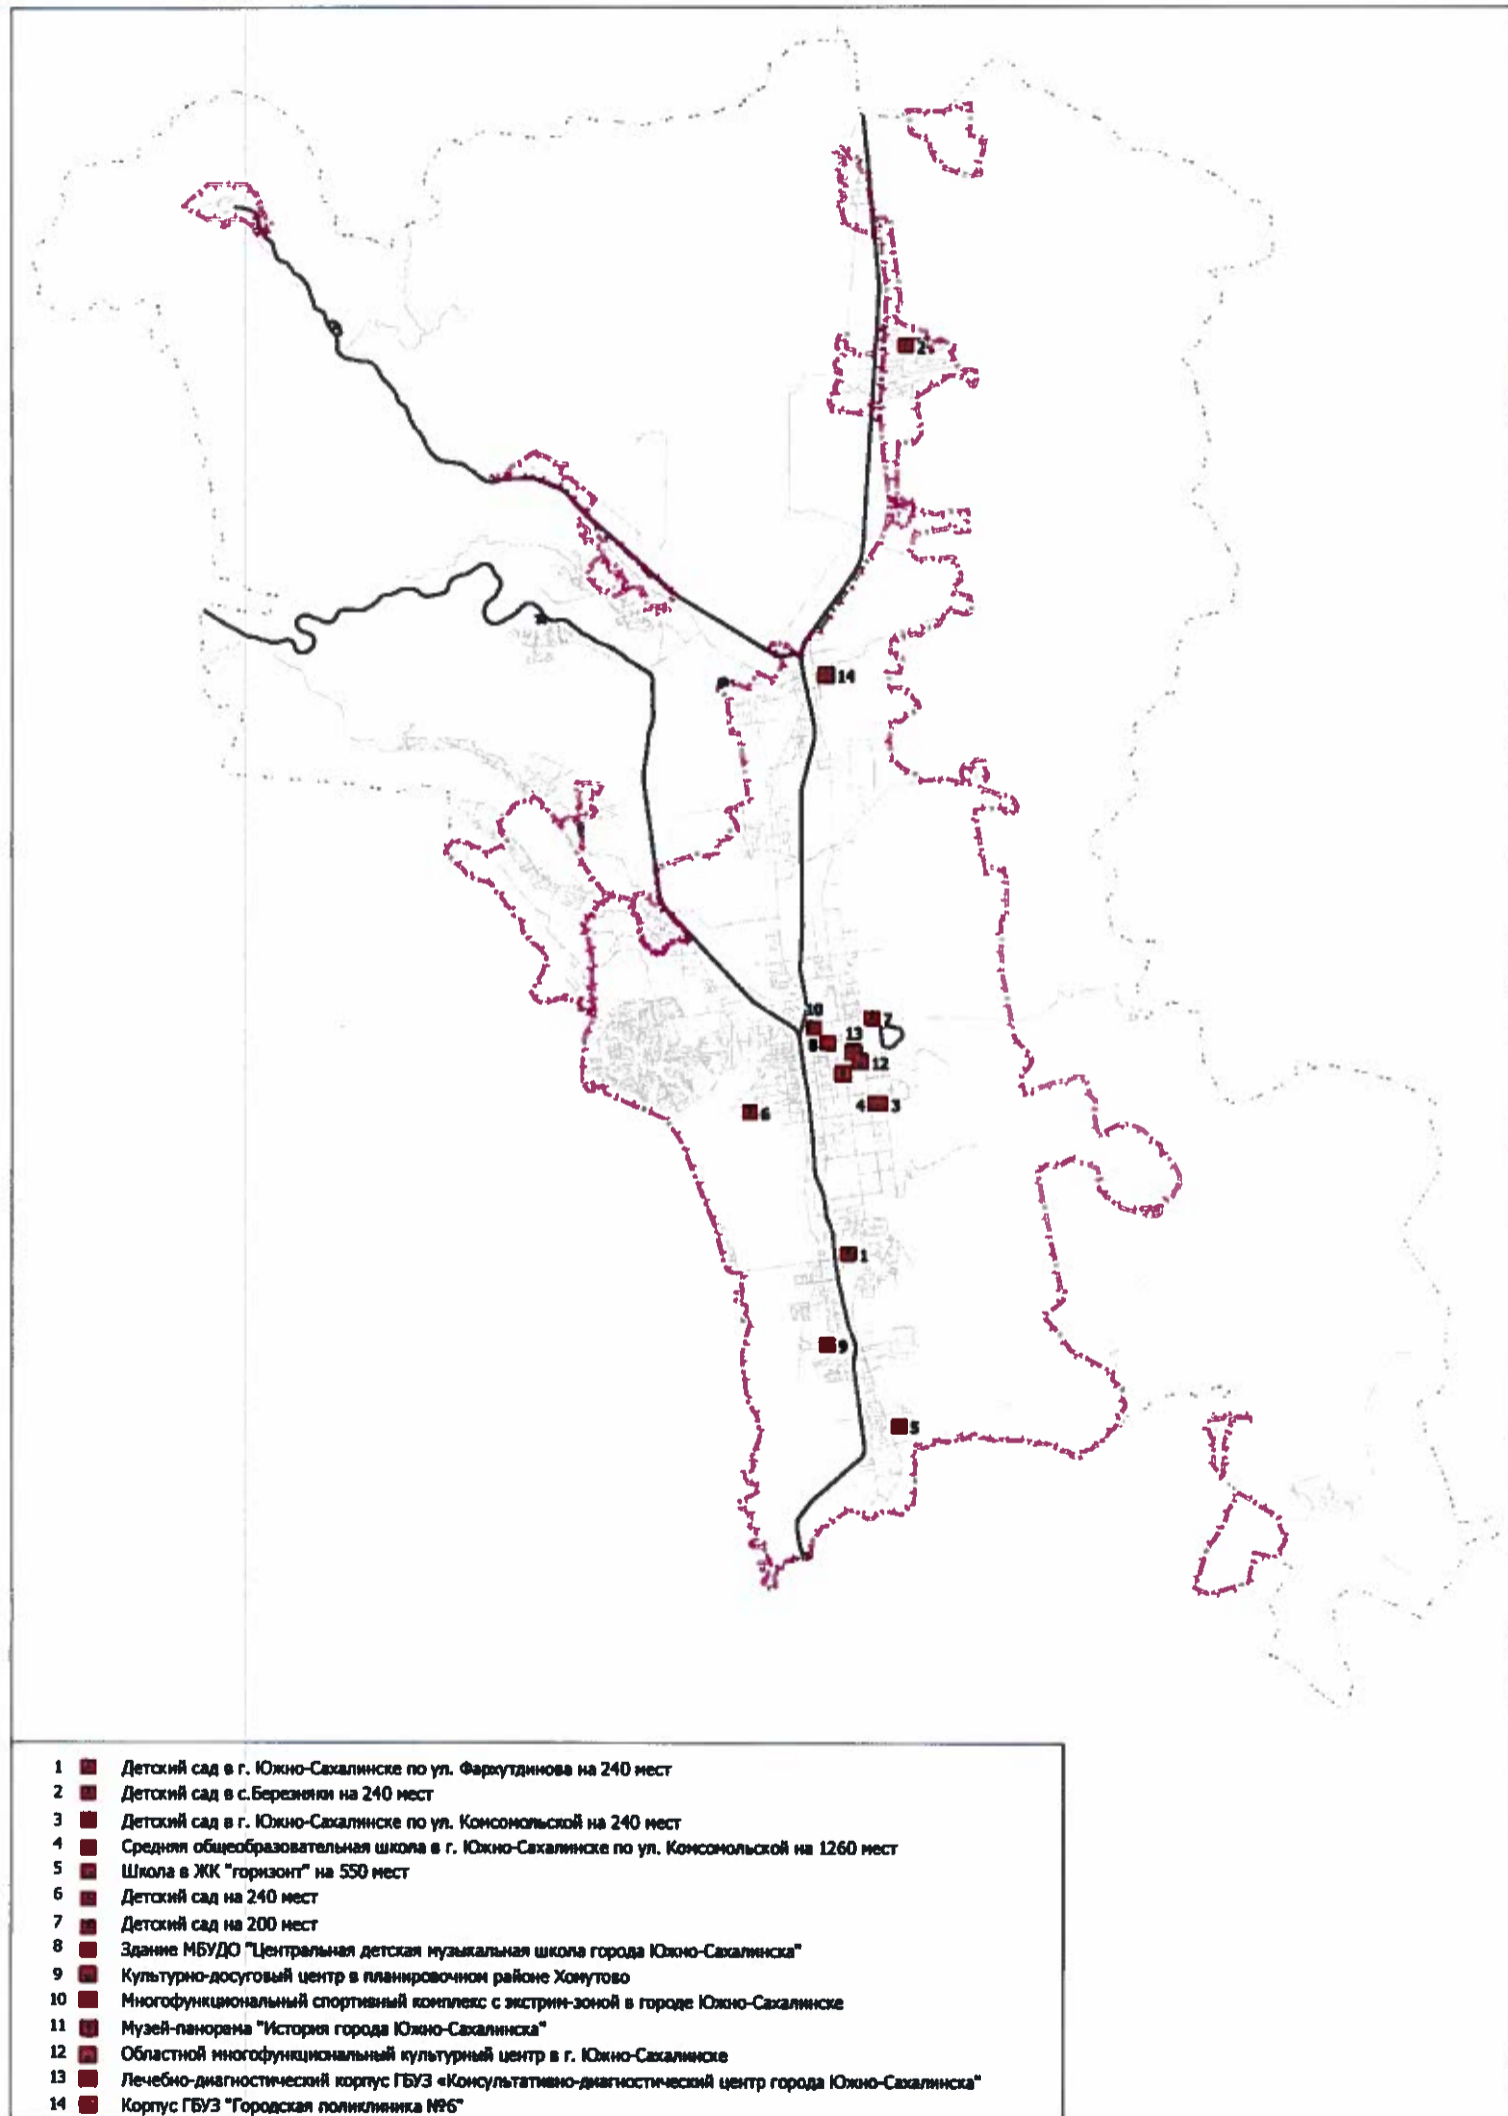 2
14
10
7
8
13
12
4
3
6
1
9
5
1 Детский сад в г. Южно-Сахалинске по ул. Фархутдинова на 240 мест
2 Детский сад в с.Березняки на 240 мест
3 Детский сад в г. Южно-Сахалинске по ул. Комсомольской на 240 мест
4 Средняя общеобразовательная школа в г. Южно-Сахалинске по ул. Комсомольской на 1260 мест
5 Школа в ЖК "горизонт" на 550 мест
6 Детский сад на 240 мест
7 Детский сад на 200 мест
8 Здание МБУДО "Центральная детская музыкальная школа города Южно-Сахалинска"
9 Культурно-досуговый центр в планировочном районе Хомутово
10 Многофункциональный спортивный комплекс с экстрим-зоной в городе Южно-Сахалинске
11 Музей-панорама "История города Южно-Сахалинска"
12 Областной многофункциональный культурный центр в г. Южно-Сахалинске
13 Лечебно-диагностический корпус ГБУЗ «Консультативно-диагностический центр города Южно-Сахалинска"
14 Корпус ГБУЗ "Городская поликлиника №6"